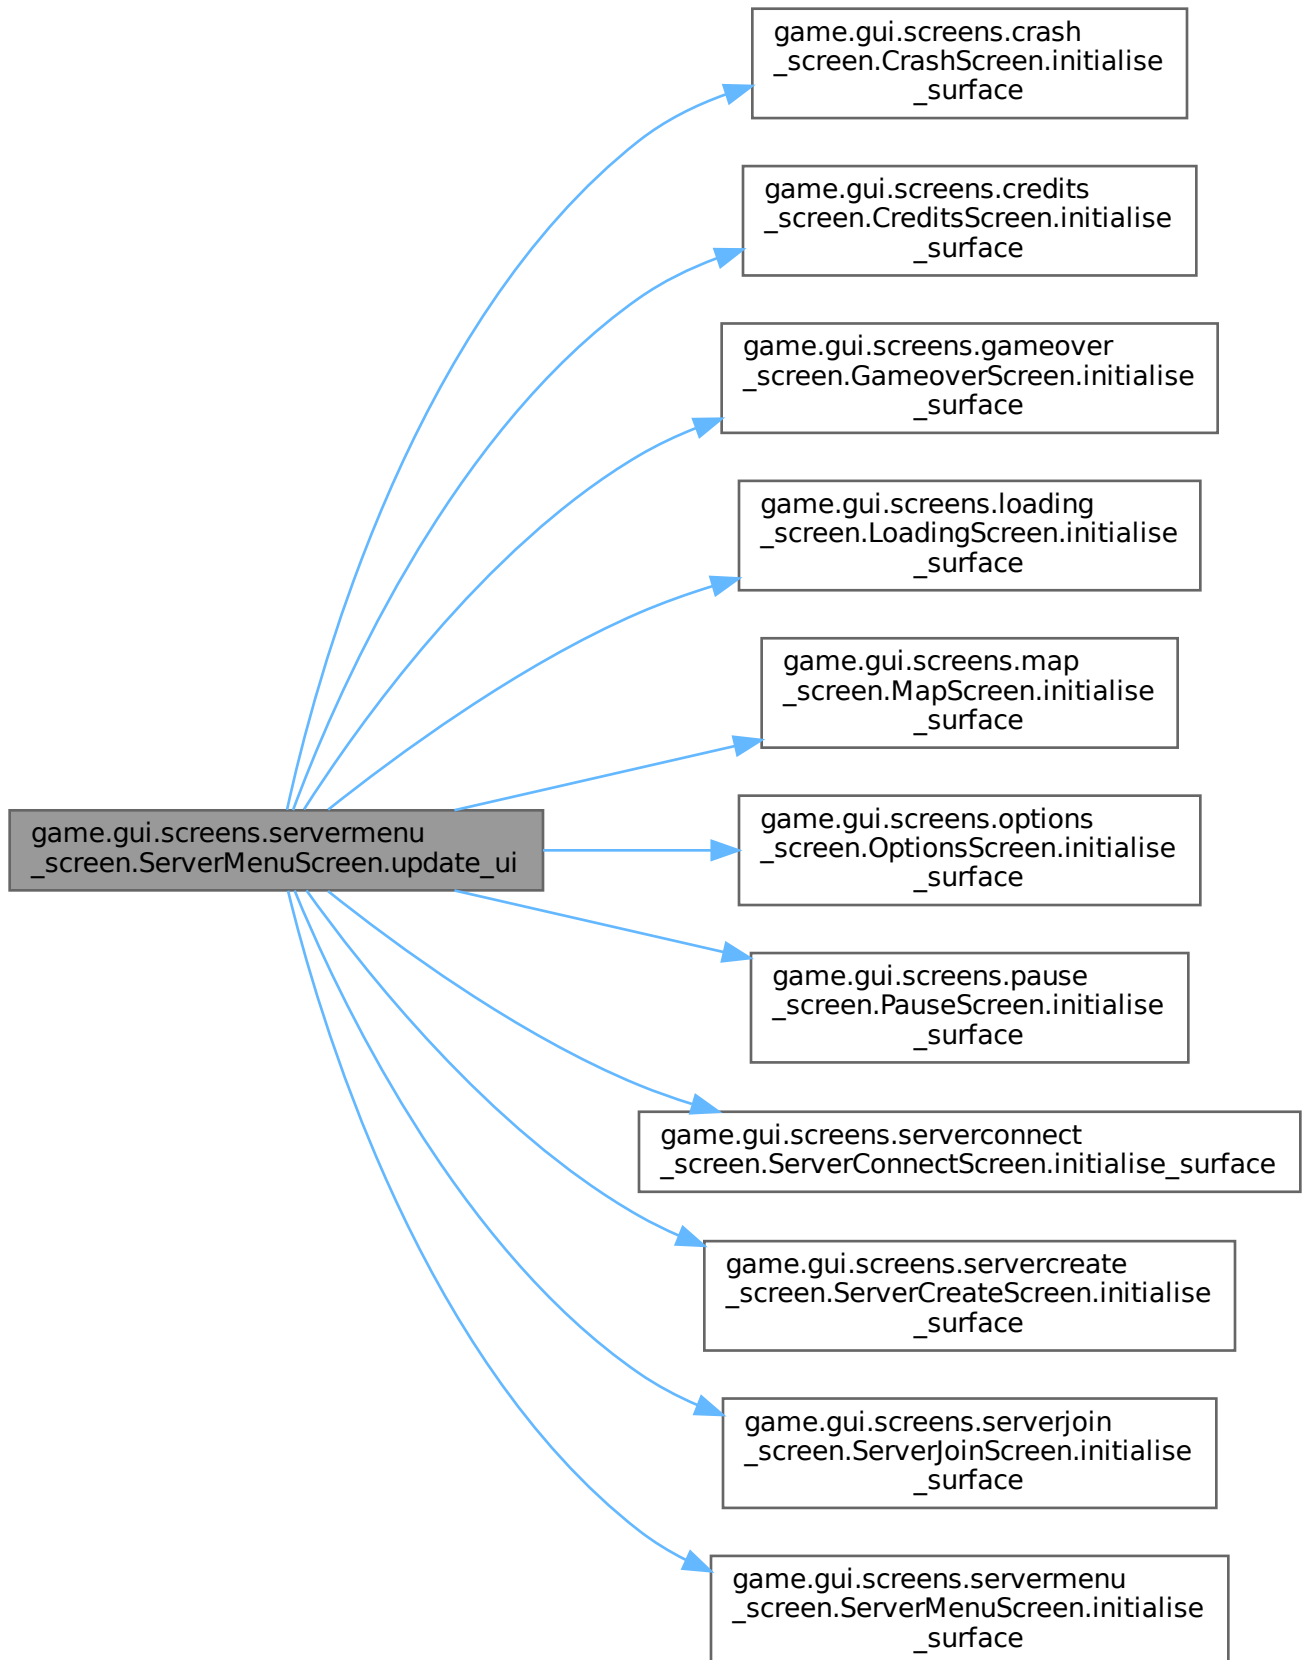 game.gui.screens.crash
_screen.CrashScreen.initialise
_surface
game.gui.screens.credits
_screen.CreditsScreen.initialise
_surface
game.gui.screens.gameover
_screen.GameoverScreen.initialise
_surface
game.gui.screens.loading
_screen.LoadingScreen.initialise
_surface
game.gui.screens.map
_screen.MapScreen.initialise
_surface
game.gui.screens.servermenu
_screen.ServerMenuScreen.update_ui
game.gui.screens.options
_screen.OptionsScreen.initialise
_surface
game.gui.screens.pause
_screen.PauseScreen.initialise
_surface
game.gui.screens.serverconnect
_screen.ServerConnectScreen.initialise_surface
game.gui.screens.servercreate
_screen.ServerCreateScreen.initialise
_surface
game.gui.screens.serverjoin
_screen.ServerJoinScreen.initialise
_surface
game.gui.screens.servermenu
_screen.ServerMenuScreen.initialise
_surface